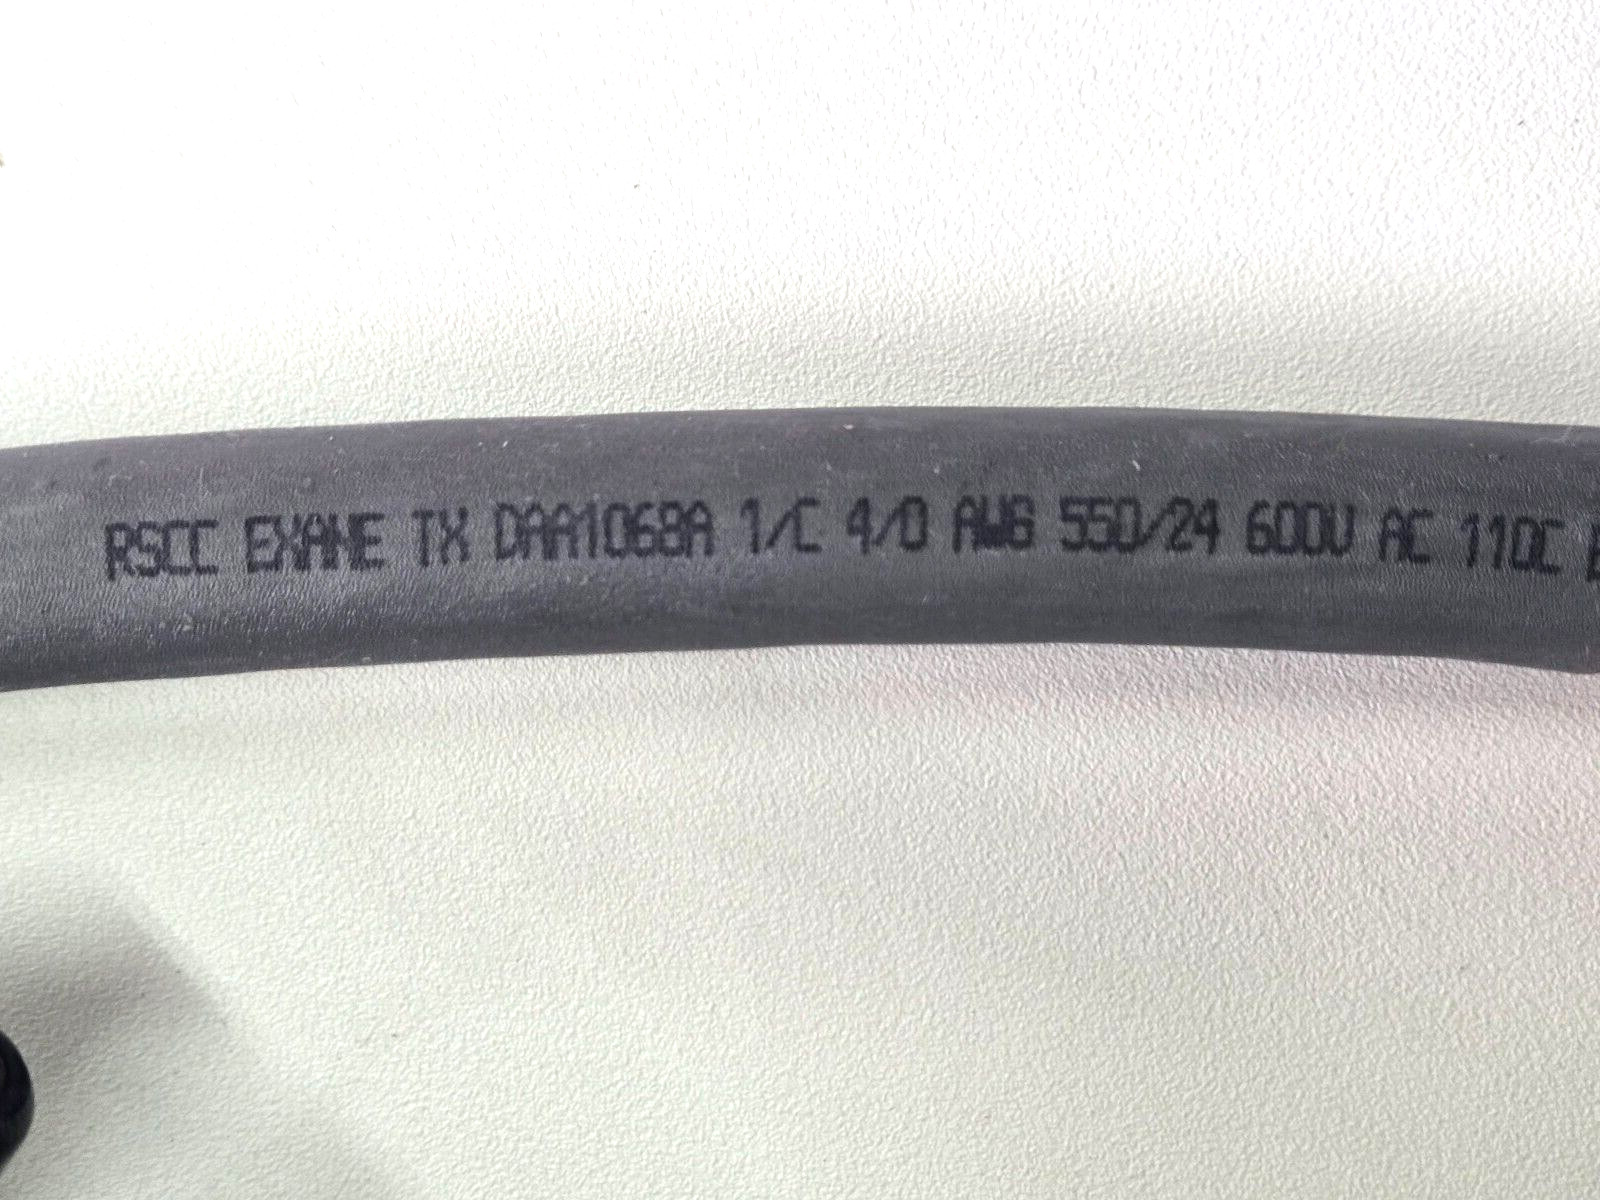 RSCC EXANE TX DAA1068A 1/C 4/0 AWG 550/24 600V AC 110C